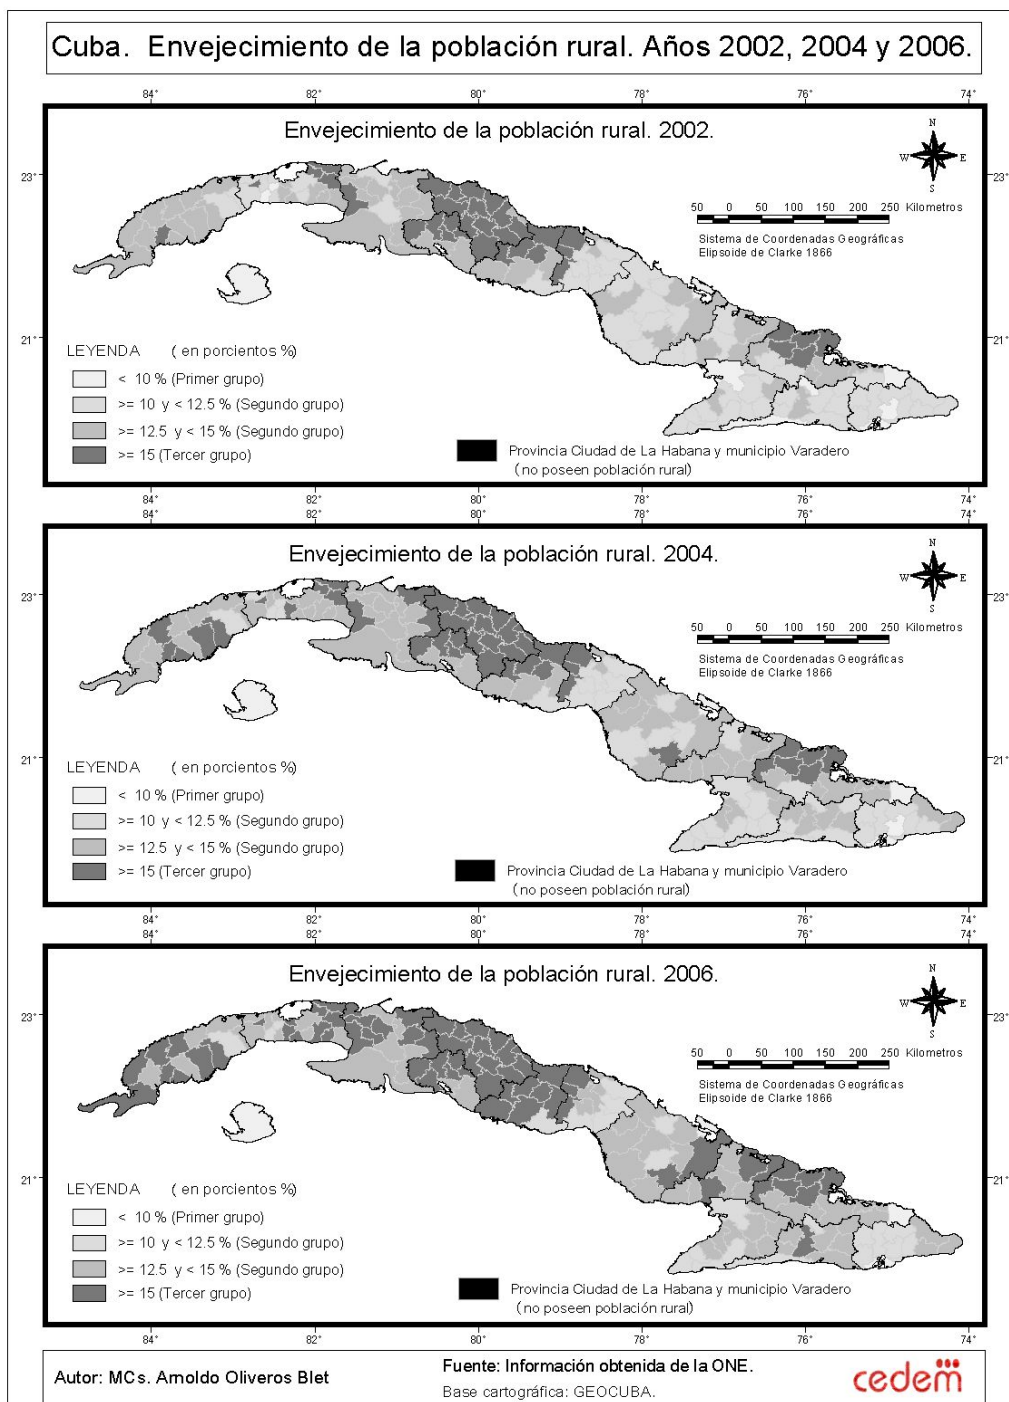 Cuba. Envejecimiento de la población rural. Años 2002, 2004 y 2006.
84° 82° 80° 78° 76° 74°
Envejecimiento de la población rural. 2002.
N
W E
S
23° 23°
50 0 50 100 150 200 250 Kilometros
Sistema de Coordenadas Geográficas
Elipsoide de Clarke 1866
21° 21°
LEYENDA ( en porcientos %)
< 10 % (Primer grupo)
>= 10 y < 12.5 % (Segundo grupo)
>= 12.5 y < 15 % (Segundo grupo)
>= 15 (Tercer grupo)
Provincia Ciudad de La Habana y municipio Varadero
( no poseen población rural)
84° 82° 80° 78° 76° 74°
84° 82° 80° 78° 76° 74°
Envejecimiento de la población rural. 2004.
N
W E
S
23° 23°
50 0 50 100 150 200 250 Kilometros
Sistema de Coordenadas Geográficas
Elipsoide de Clarke 1866
21° 21°
LEYENDA ( en porcientos %)
< 10 % (Primer grupo)
>= 10 y < 12.5 % (Segundo grupo)
>= 12.5 y < 15 % (Segundo grupo)
>= 15 (Tercer grupo)
Provincia Ciudad de La Habana y municipio Varadero
( no poseen población rural)
84° 82° 80° 78° 76° 74°
84° 82° 80° 78° 76° 74°
Envejecimiento de la población rural. 2006.
N
W E
S
23° 23°
50 0 50 100 150 200 250 Kilometros
Sistema de Coordenadas Geográficas
Elipsoide de Clarke 1866
21° 21°
LEYENDA ( en porcientos %)
< 10 % (Primer grupo)
>= 10 y < 12.5 % (Segundo grupo)
>= 12.5 y < 15 % (Segundo grupo)
>= 15 (Tercer grupo)
Provincia Ciudad de La Habana y municipio Varadero
( no poseen población rural)
84° 82° 80° 78° 76° 74°
Autor: MCs. Arnoldo Oliveros Blet
Fuente: Información obtenida de la ONE.
Base cartográfica: GEOCUBA.
cedem